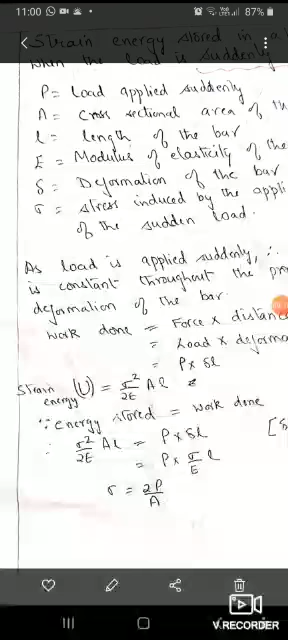 11:00 87%
Strain energy stored in a
when the load is suddenly
P = Load applied suddenly
A = cross sectional area of th
l = length of the bar
E = Modulus of elasticity of the
δ = Deformation of the bar
σ = stress induced by the appli
of the sudden load.
As load is applied suddenly, ∴
is constant throughout the pro
deformation of the bar.
work done = Force × distan
= Load × deforma
= P × δl
Strain energy (U) = σ²/2E Al
∵ energy stored = work done
∴ σ²/2E Al = P × δl
= P × σ/E l
σ = 2P/A
V.RECORDER